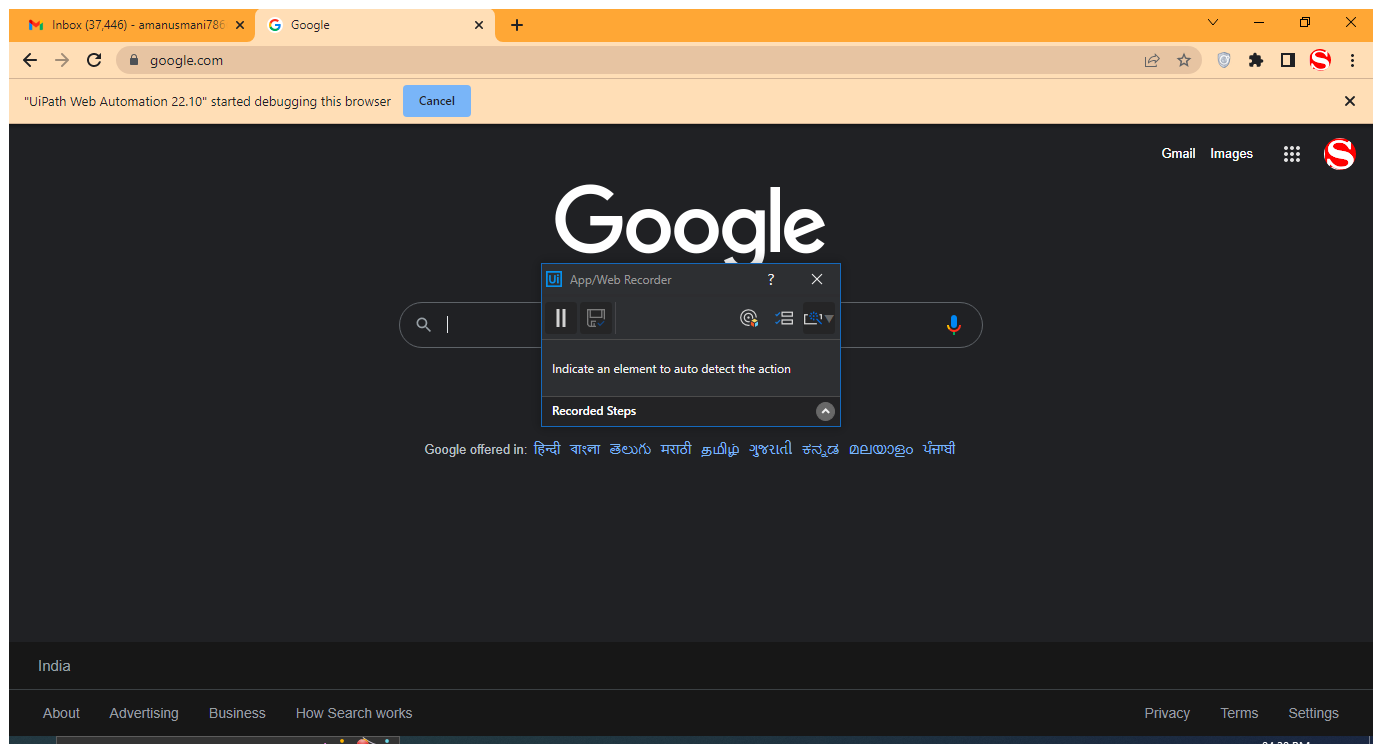 Inbox (37,446) - amanusmani786
Google
google.com
"UiPath Web Automation 22.10" started debugging this browser
Cancel
Gmail Images
S
Google
Ui App/Web Recorder ?
Indicate an element to auto detect the action
Recorded Steps
Google offered in: हिन्दी বাংলা తెలుగు मराठी தமிழ் ગુજરાતી ಕನ್ನಡ മലയാളം ਪੰਜਾਬੀ
India
About Advertising Business How Search works
Privacy Terms Settings